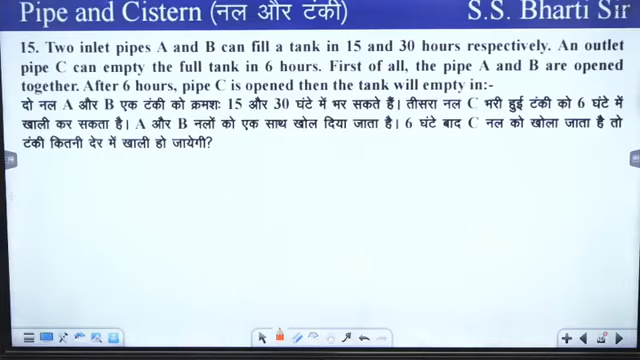 Pipe and Cistern (नल और टंकी) S.S. Bharti Sir
15. Two inlet pipes A and B can fill a tank in 15 and 30 hours respectively. An outlet
pipe C can empty the full tank in 6 hours. First of all, the pipe A and B are opened
together. After 6 hours, pipe C is opened then the tank will empty in:-
दो नल A और B एक टंकी को क्रमशः 15 और 30 घंटे में भर सकते हैं। तीसरा नल C भरी हुई टंकी को 6 घंटे में
खाली कर सकता है। A और B नलों को एक साथ खोल दिया जाता है। 6 घंटे बाद C नल को खोला जाता है तो
टंकी कितनी देर में खाली हो जायेगी?